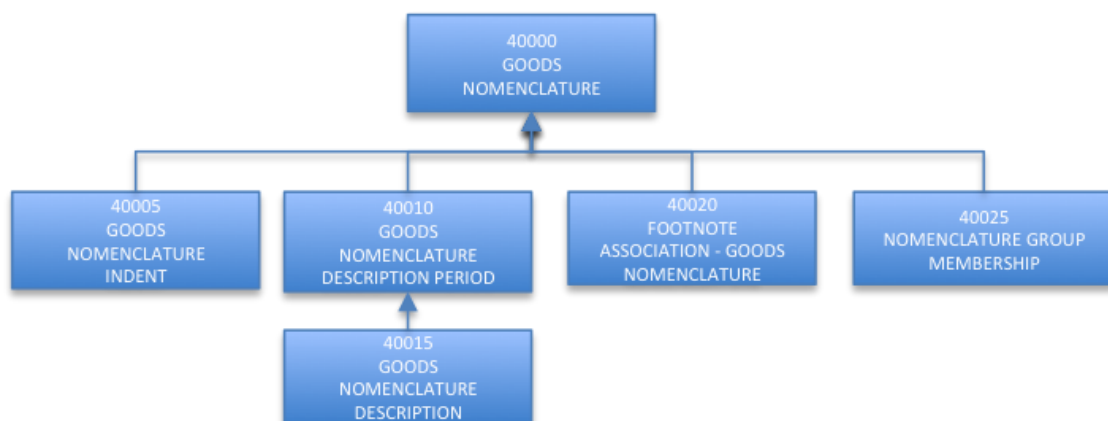 40000
GOODS
NOMENCLATURE
40005
GOODS
NOMENCLATURE
INDENT
40010
GOODS
NOMENCLATURE
DESCRIPTION PERIOD
40020
FOOTNOTE
ASSOCIATION - GOODS
NOMENCLATURE
40025
NOMENCLATURE GROUP
MEMBERSHIP
40015
GOODS
NOMENCLATURE
DESCRIPTION